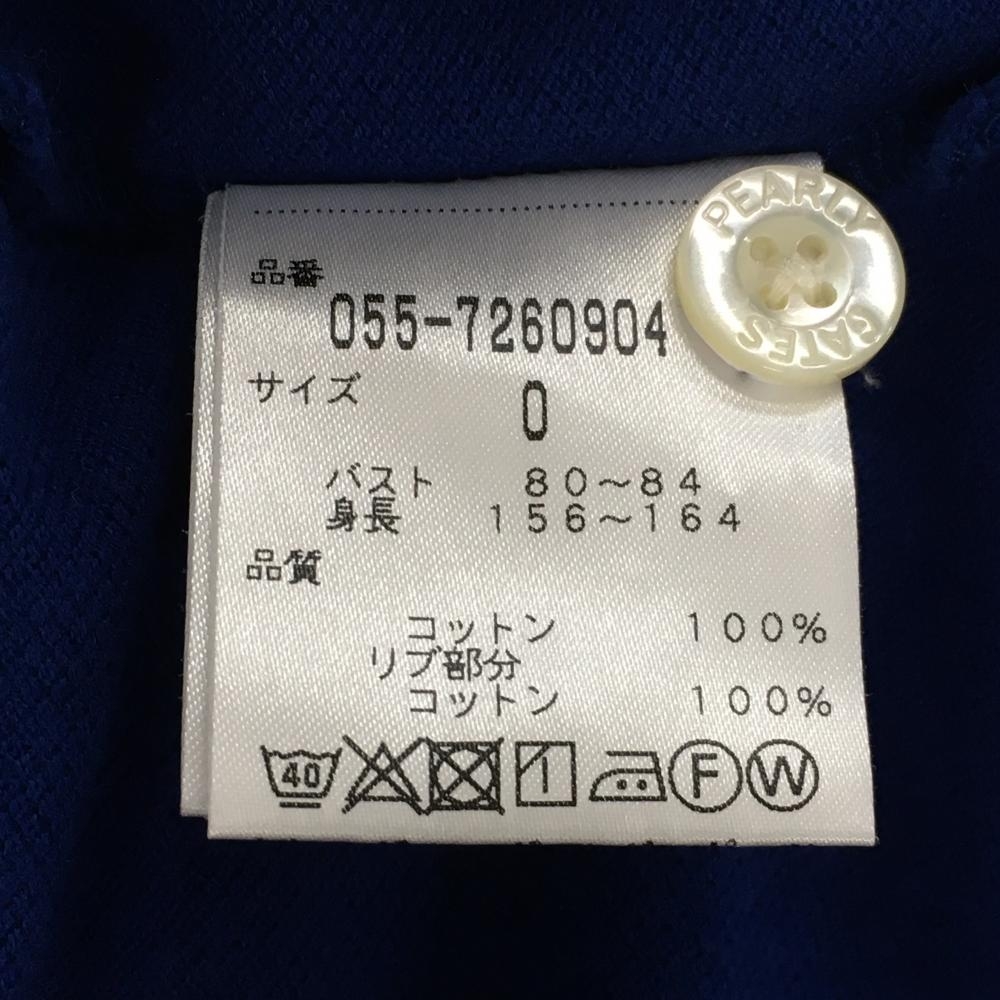 PEARLY
GATES
品番
055-7260904
サイズ
0
バスト 80～84
身長 156～164
品質
コットン 100%
リブ部分
コットン 100%
40
F W